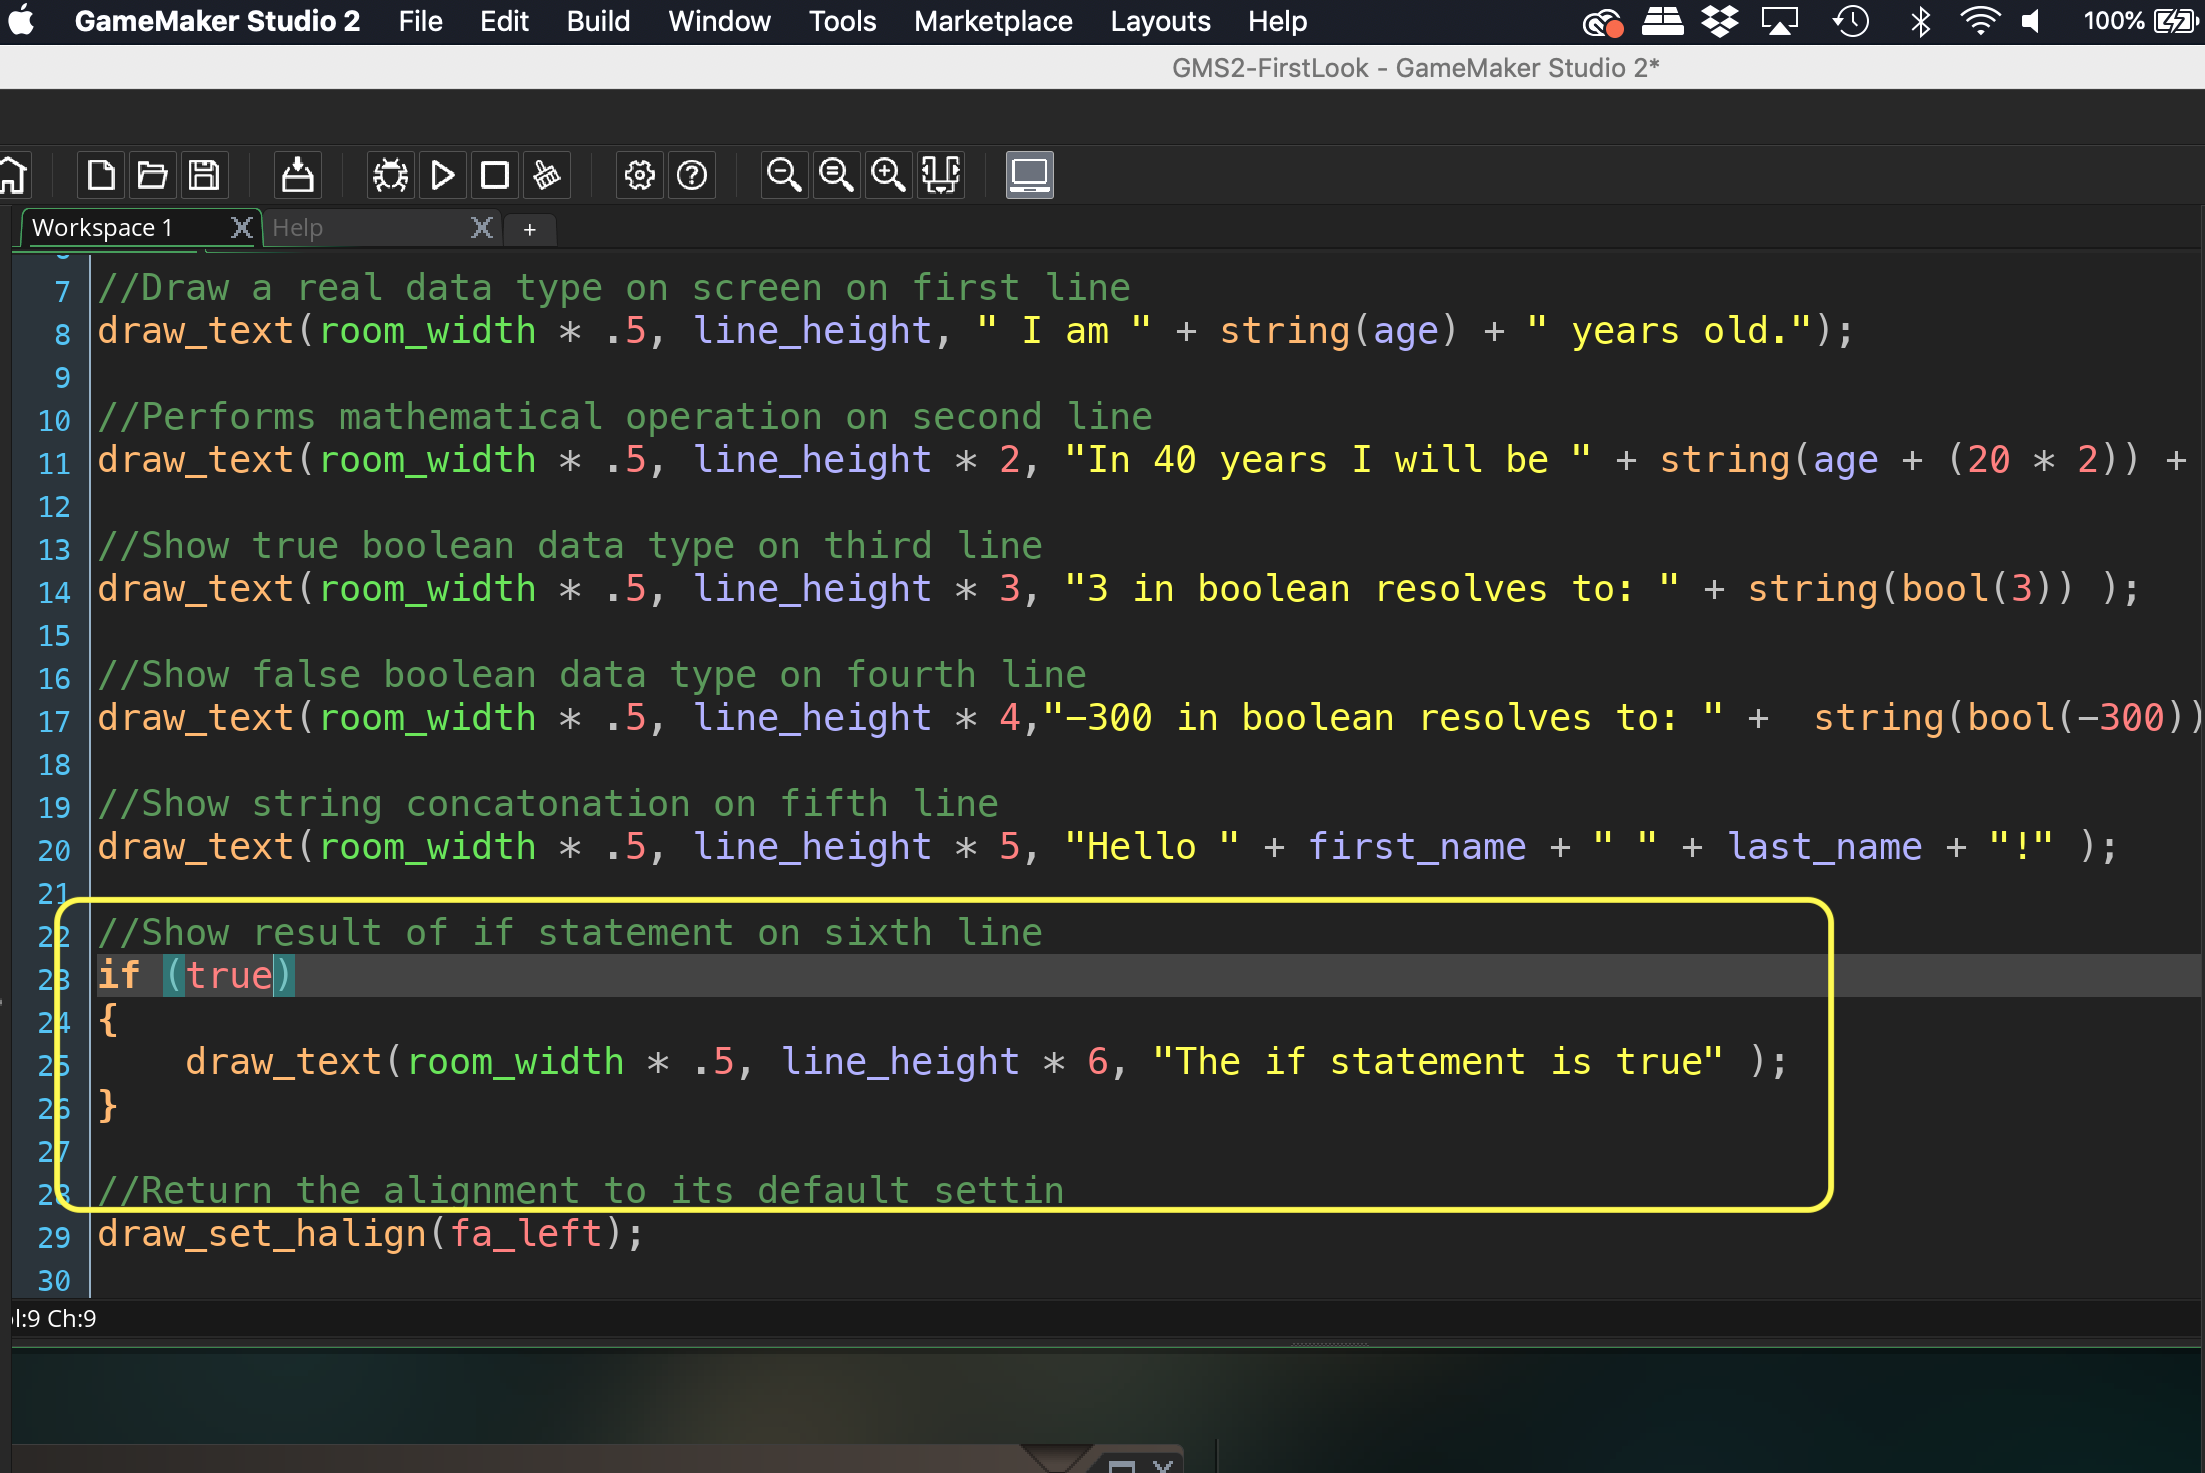 GameMaker Studio 2 File Edit Build Window Tools Marketplace Layouts Help 100%
GMS2-FirstLook - GameMaker Studio 2*
Workspace 1 Help +
7 //Draw a real data type on screen on first line
8 draw_text(room_width * .5, line_height, " I am " + string(age) + " years old.");
9
10 //Performs mathematical operation on second line
11 draw_text(room_width * .5, line_height * 2, "In 40 years I will be " + string(age + (20 * 2)) +
12
13 //Show true boolean data type on third line
14 draw_text(room_width * .5, line_height * 3, "3 in boolean resolves to: " + string(bool(3)) );
15
16 //Show false boolean data type on fourth line
17 draw_text(room_width * .5, line_height * 4,"-300 in boolean resolves to: " +  string(bool(-300))
18
19 //Show string concatonation on fifth line
20 draw_text(room_width * .5, line_height * 5, "Hello " + first_name + " " + last_name + "!" );
21
22 //Show result of if statement on sixth line
23 if (true)
24 {
25     draw_text(room_width * .5, line_height * 6, "The if statement is true" );
26 }
27
28 //Return the alignment to its default settin
29 draw_set_halign(fa_left);
30
l:9 Ch:9